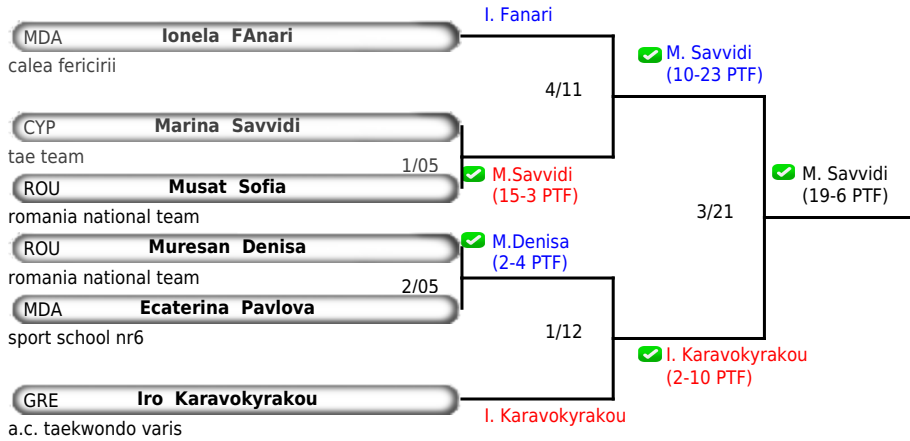 I. Fanari
MDA Ionela FAnari
calea fericirii
M. Savvidi
(10-23 PTF)
4/11
CYP Marina Savvidi
tae team
1/05
M.Savvidi
(15-3 PTF)
ROU Musat Sofia
romania national team
M. Savvidi
(19-6 PTF)
3/21
ROU Muresan Denisa
romania national team
M.Denisa
(2-4 PTF)
2/05
MDA Ecaterina Pavlova
sport school nr6
1/12
I. Karavokyrakou
(2-10 PTF)
GRE Iro Karavokyrakou
a.c. taekwondo varis
I. Karavokyrakou